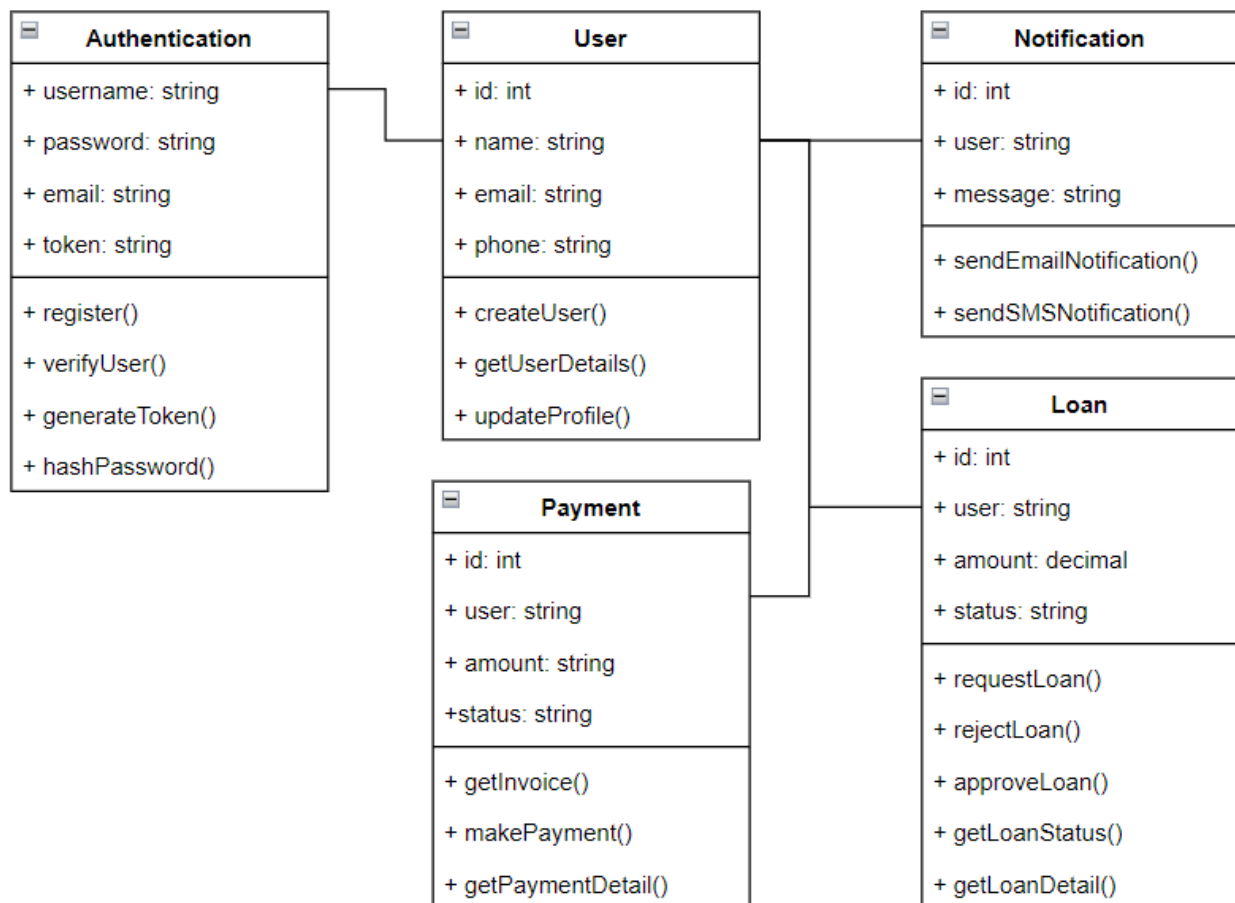 Authentication
+ username: string
+ password: string
+ email: string
+ token: string
+ register()
+ verifyUser()
+ generateToken()
+ hashPassword()
User
+ id: int
+ name: string
+ email: string
+ phone: string
+ createUser()
+ getUserDetails()
+ updateProfile()
Notification
+ id: int
+ user: string
+ message: string
+ sendEmailNotification()
+ sendSMSNotification()
Payment
+ id: int
+ user: string
+ amount: string
+status: string
+ getInvoice()
+ makePayment()
+ getPaymentDetail()
Loan
+ id: int
+ user: string
+ amount: decimal
+ status: string
+ requestLoan()
+ rejectLoan()
+ approveLoan()
+ getLoanStatus()
+ getLoanDetail()